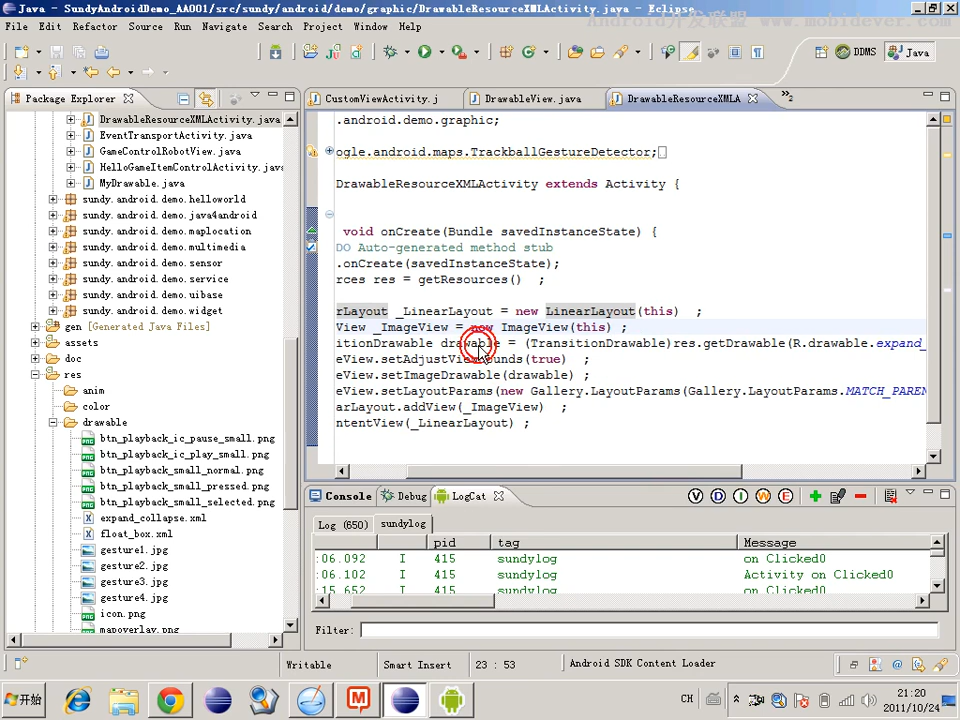 Java - SundyAndroidDemo_AA001/src/sundy/android/demo/graphic/DrawableResourceXMLActivity.java - Eclipse
Android开发联盟 www.mobidever.com
File Edit Refactor Source Run Navigate Search Project Window Help
DDMS Java
Package Explorer
CustomViewActivity.j DrawableView.java DrawableResourceXMLA »2
DrawableResourceXMLActivity.java
EventTransportActivity.java
GameControlRobotView.java
HelloGameItemControlActivity.java
MyDrawable.java
sundy.android.demo.helloworld
sundy.android.demo.java4android
sundy.android.demo.maplocation
sundy.android.demo.multimedia
sundy.android.demo.sensor
sundy.android.demo.service
sundy.android.demo.uibase
sundy.android.demo.widget
gen [Generated Java Files]
assets
doc
res
anim
color
drawable
btn_playback_ic_pause_small.png
btn_playback_ic_play_small.png
btn_playback_small_normal.png
btn_playback_small_pressed.png
btn_playback_small_selected.png
expand_collapse.xml
float_box.xml
gesture1.jpg
gesture2.jpg
gesture3.jpg
gesture4.jpg
icon.png
mapoverlay.png
.android.demo.graphic;
ogle.android.maps.TrackballGestureDetector;
DrawableResourceXMLActivity extends Activity {
void onCreate(Bundle savedInstanceState) {
DO Auto-generated method stub
.onCreate(savedInstanceState);
rces res = getResources() ;
rLayout _LinearLayout = new LinearLayout(this) ;
View _ImageView = new ImageView(this) ;
itionDrawable drawable = (TransitionDrawable)res.getDrawable(R.drawable.expand_
eView.setAdjustViewBounds(true) ;
eView.setImageDrawable(drawable) ;
eView.setLayoutParams(new Gallery.LayoutParams(Gallery.LayoutParams.MATCH_PAREN
arLayout.addView(_ImageView) ;
ntentView(_LinearLayout) ;
Console Debug LogCat
V D I W E
Log (650) sundylog
pid tag Message
:06.092 I 415 sundylog on Clicked0
:06.102 I 415 sundylog Activity on Clicked0
:15.652 I 415 sundylog on Clicked0
Filter:
Writable Smart Insert 23 : 53 Android SDK Content Loader
开始
CH
21:20
2011/10/24